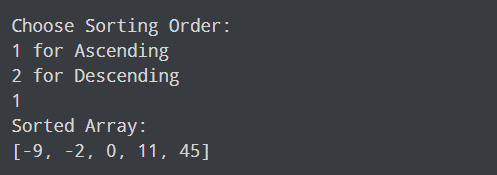 Choose Sorting Order:
1 for Ascending
2 for Descending
1
Sorted Array:
[-9, -2, 0, 11, 45]